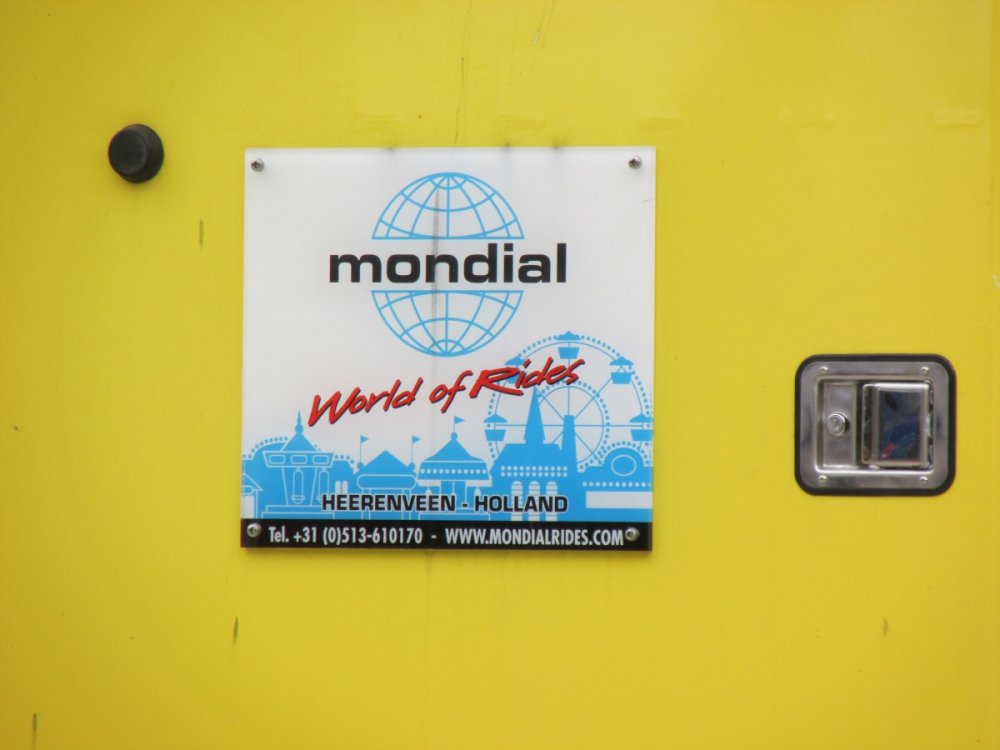 mondial
World of Rides
HEERENVEEN - HOLLAND
Tel. +31 (0)513-610170 - WWW.MONDIALRIDES.COM